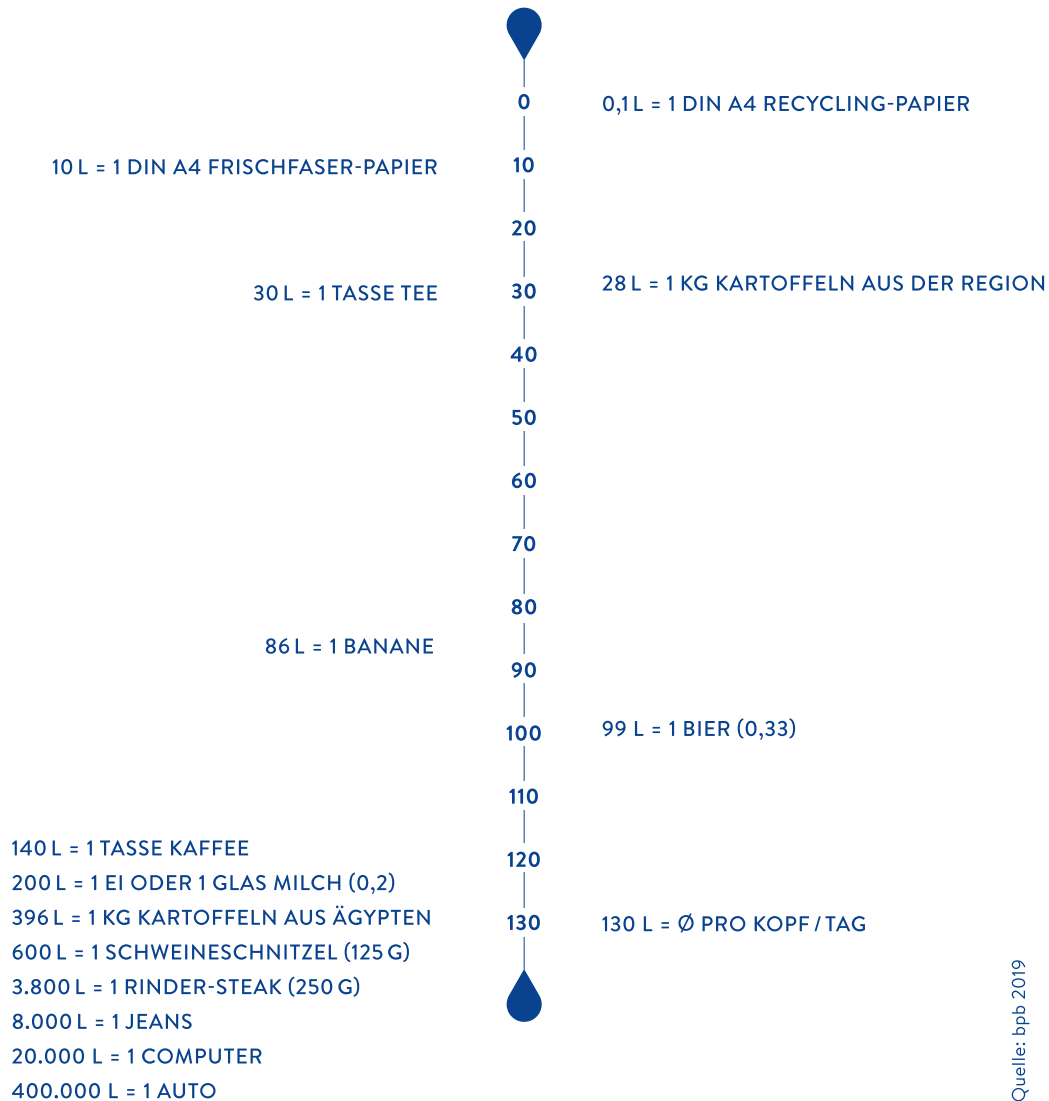 0
0,1 L = 1 DIN A4 RECYCLING-PAPIER
10 L = 1 DIN A4 FRISCHFASER-PAPIER
10
20
28 L = 1 KG KARTOFFELN AUS DER REGION
30 L = 1 TASSE TEE
30
40
50
60
70
80
86 L = 1 BANANE
90
99 L = 1 BIER (0,33)
100
110
120
130
130 L = Ø PRO KOPF / TAG
140 L = 1 TASSE KAFFEE
200 L = 1 EI ODER 1 GLAS MILCH (0,2)
396 L = 1 KG KARTOFFELN AUS ÄGYPTEN
600 L = 1 SCHWEINESCHNITZEL (125 G)
3.800 L = 1 RINDER-STEAK (250 G)
8.000 L = 1 JEANS
20.000 L = 1 COMPUTER
400.000 L = 1 AUTO
Quelle: bpb 2019